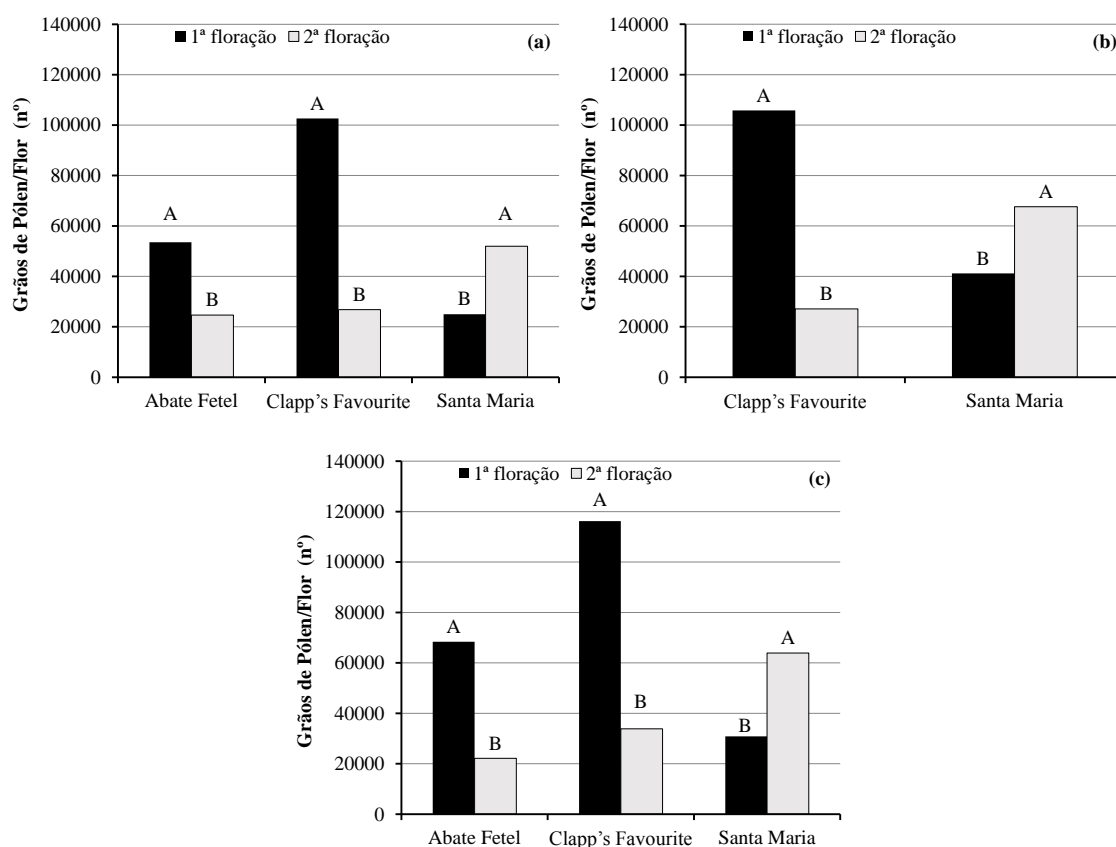 1ª floração 2ª floração (a)
Grãos de Pólen/Flor (nº)
140000
120000
100000
80000
60000
40000
20000
0
A
B
A
B
B
A
Abate Fetel Clapp's Favourite Santa Maria
1ª floração 2ª floração (b)
Grãos de Pólen/Flor (nº)
140000
120000
100000
80000
60000
40000
20000
0
A
B
B
A
Clapp's Favourite Santa Maria
1ª floração 2ª floração (c)
Grãos de Pólen/Flor (nº)
140000
120000
100000
80000
60000
40000
20000
0
A
B
A
B
B
A
Abate Fetel Clapp's Favourite Santa Maria